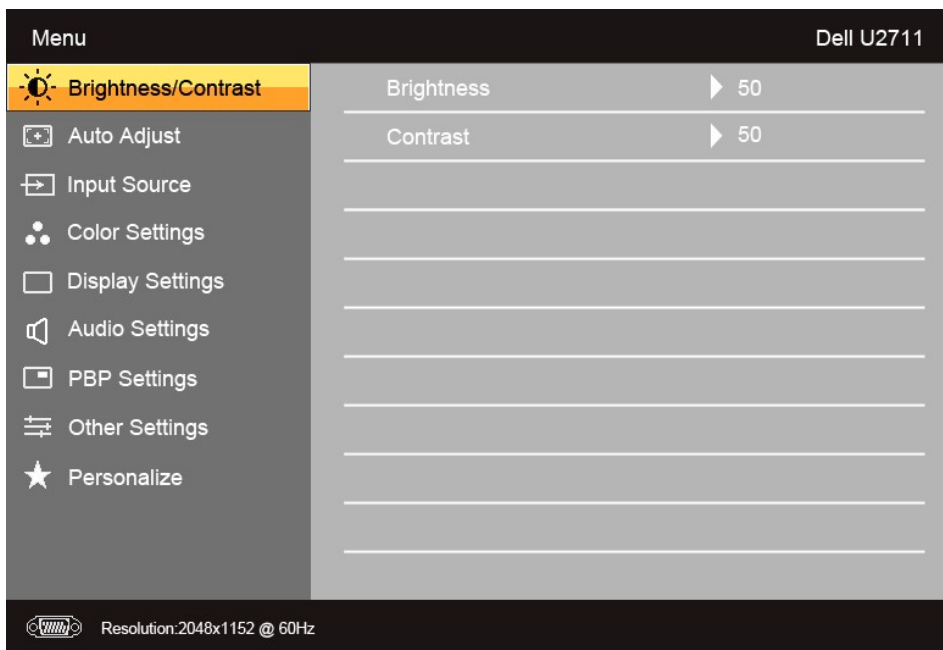 Menu Dell U2711
Brightness/Contrast Brightness 50
Auto Adjust Contrast 50
Input Source
Color Settings
Display Settings
Audio Settings
PBP Settings
Other Settings
Personalize
Resolution:2048x1152 @ 60Hz